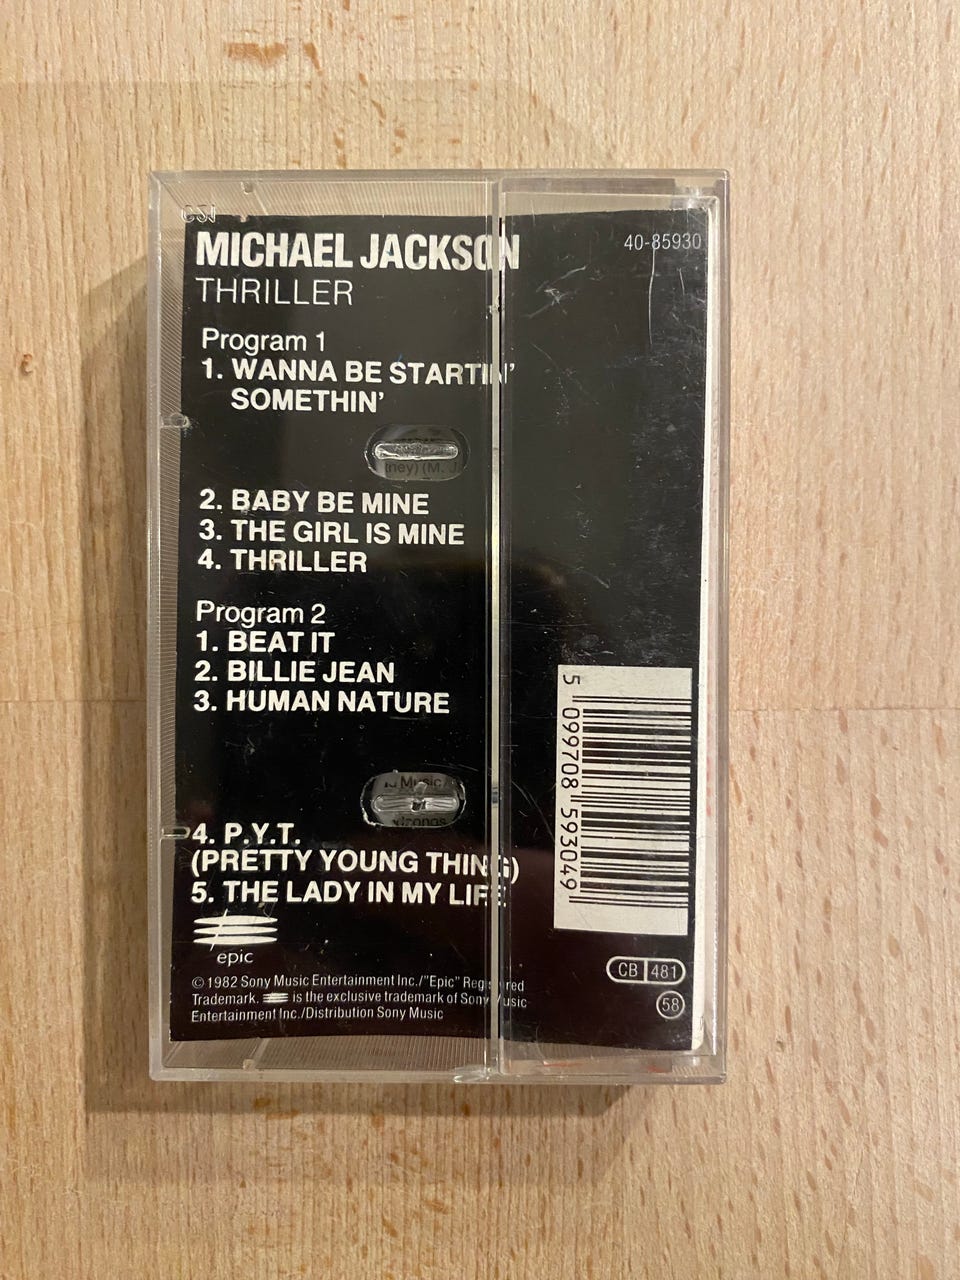 MICHAEL JACKSON
40-85930
THRILLER
Program 1
1. WANNA BE STARTIN'
SOMETHIN'
ney) (M. J
2. BABY BE MINE
3. THE GIRL IS MINE
4. THRILLER
Program 2
1. BEAT IT
2. BILLIE JEAN
3. HUMAN NATURE
Music
4. P.Y.T.
(PRETTY YOUNG THING)
5. THE LADY IN MY LIFE
epic
© 1982 Sony Music Entertainment Inc./"Epic" Registered
Trademark. is the exclusive trademark of Sony Music
Entertainment Inc./Distribution Sony Music
5 099708 593049
CB 481
58